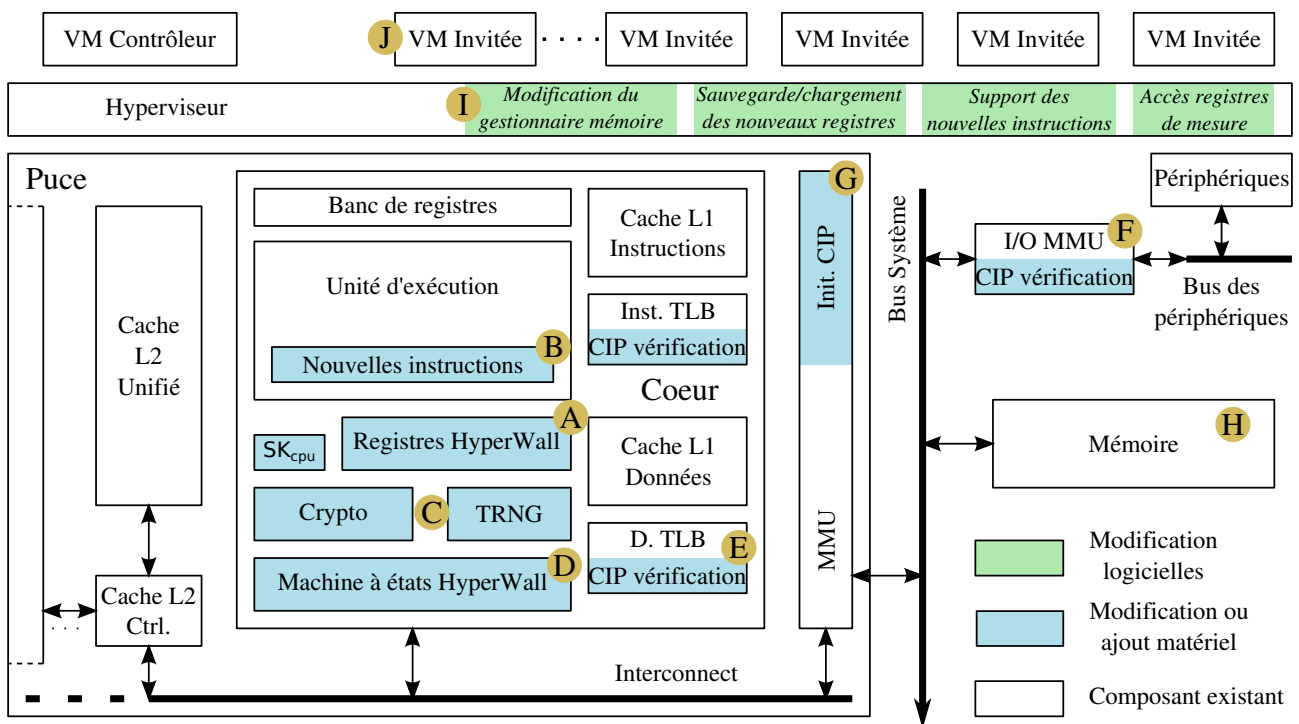 VM Contrôleur
J
VM Invitée
. . . .
VM Invitée
VM Invitée
VM Invitée
VM Invitée
Hyperviseur
I
Modification du
gestionnaire mémoire
Sauvegarde/chargement
des nouveaux registres
Support des
nouvelles instructions
Accès registres
de mesure
Puce
Cache
L2
Unifié
Cache L2
Ctrl.
. . .
Banc de registres
Unité d'exécution
Nouvelles instructions
B
Cache L1
Instructions
Inst. TLB
CIP vérification
Coeur
SKcpu
Registres HyperWall
A
Cache L1
Données
Crypto
C
TRNG
Machine à états HyperWall
D
D. TLB
CIP vérification
E
G
Init. CIP
MMU
Interconnect
Bus Système
I/O MMU
CIP vérification
F
Périphériques
Bus des
périphériques
Mémoire
H
Modification
logicielles
Modification ou
ajout matériel
Composant existant